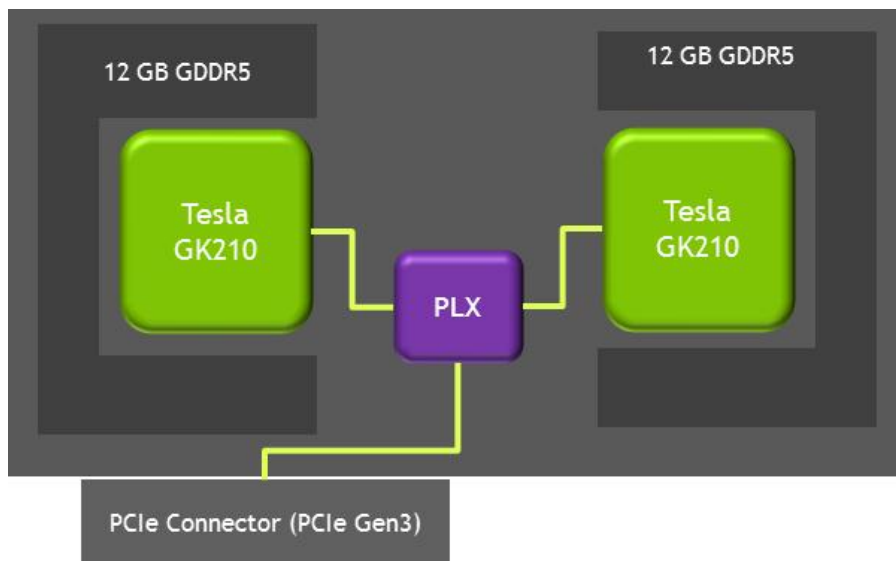 12 GB GDDR5
12 GB GDDR5
Tesla
GK210
Tesla
GK210
PLX
PCIe Connector (PCIe Gen3)